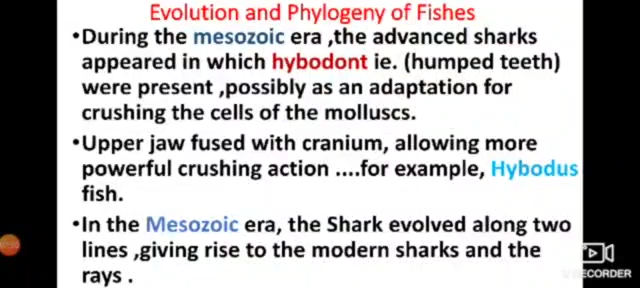 Evolution and Phylogeny of Fishes
•During the mesozoic era ,the advanced sharks
appeared in which hybodont ie. (humped teeth)
were present ,possibly as an adaptation for
crushing the cells of the molluscs.
•Upper jaw fused with cranium, allowing more
powerful crushing action ....for example, Hybodus
fish.
•In the Mesozoic era, the Shark evolved along two
lines ,giving rise to the modern sharks and the
rays .